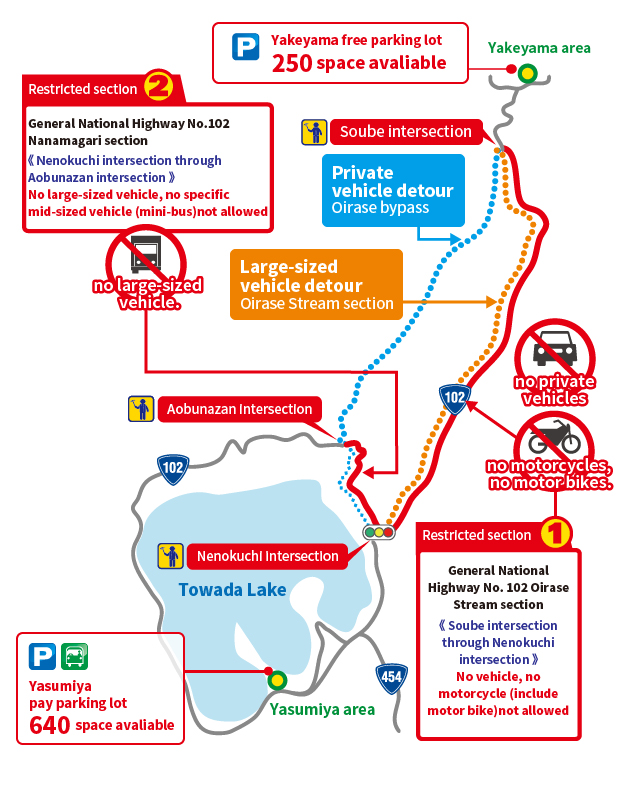 P
Yakeyama free parking lot
250 space avaliable
Yakeyama area
Restricted section 2
General National Highway No.102
Nanamagari section
《 Nenokuchi intersection through
Aobunazan intersection 》
No large-sized vehicle, no specific
mid-sized vehicle (mini-bus)not allowed
Soube intersection
Private
vehicle detour
Oirase bypass
no large-sized
vehicle.
Large-sized
vehicle detour
Oirase Stream section
no private
vehicles
102
Aobunazan Intersection
no motorcycles,
no motor bikes.
102
Restricted section 1
General National
Highway No. 102 Oirase
Stream section
《 Soube intersection
through Nenokuchi
intersection 》
No vehicle, no
motorcycle (include
motor bike)not allowed
Nenokuchi Intersection
Towada Lake
P
Yasumiya
pay parking lot
640 space avaliable
454
Yasumiya area